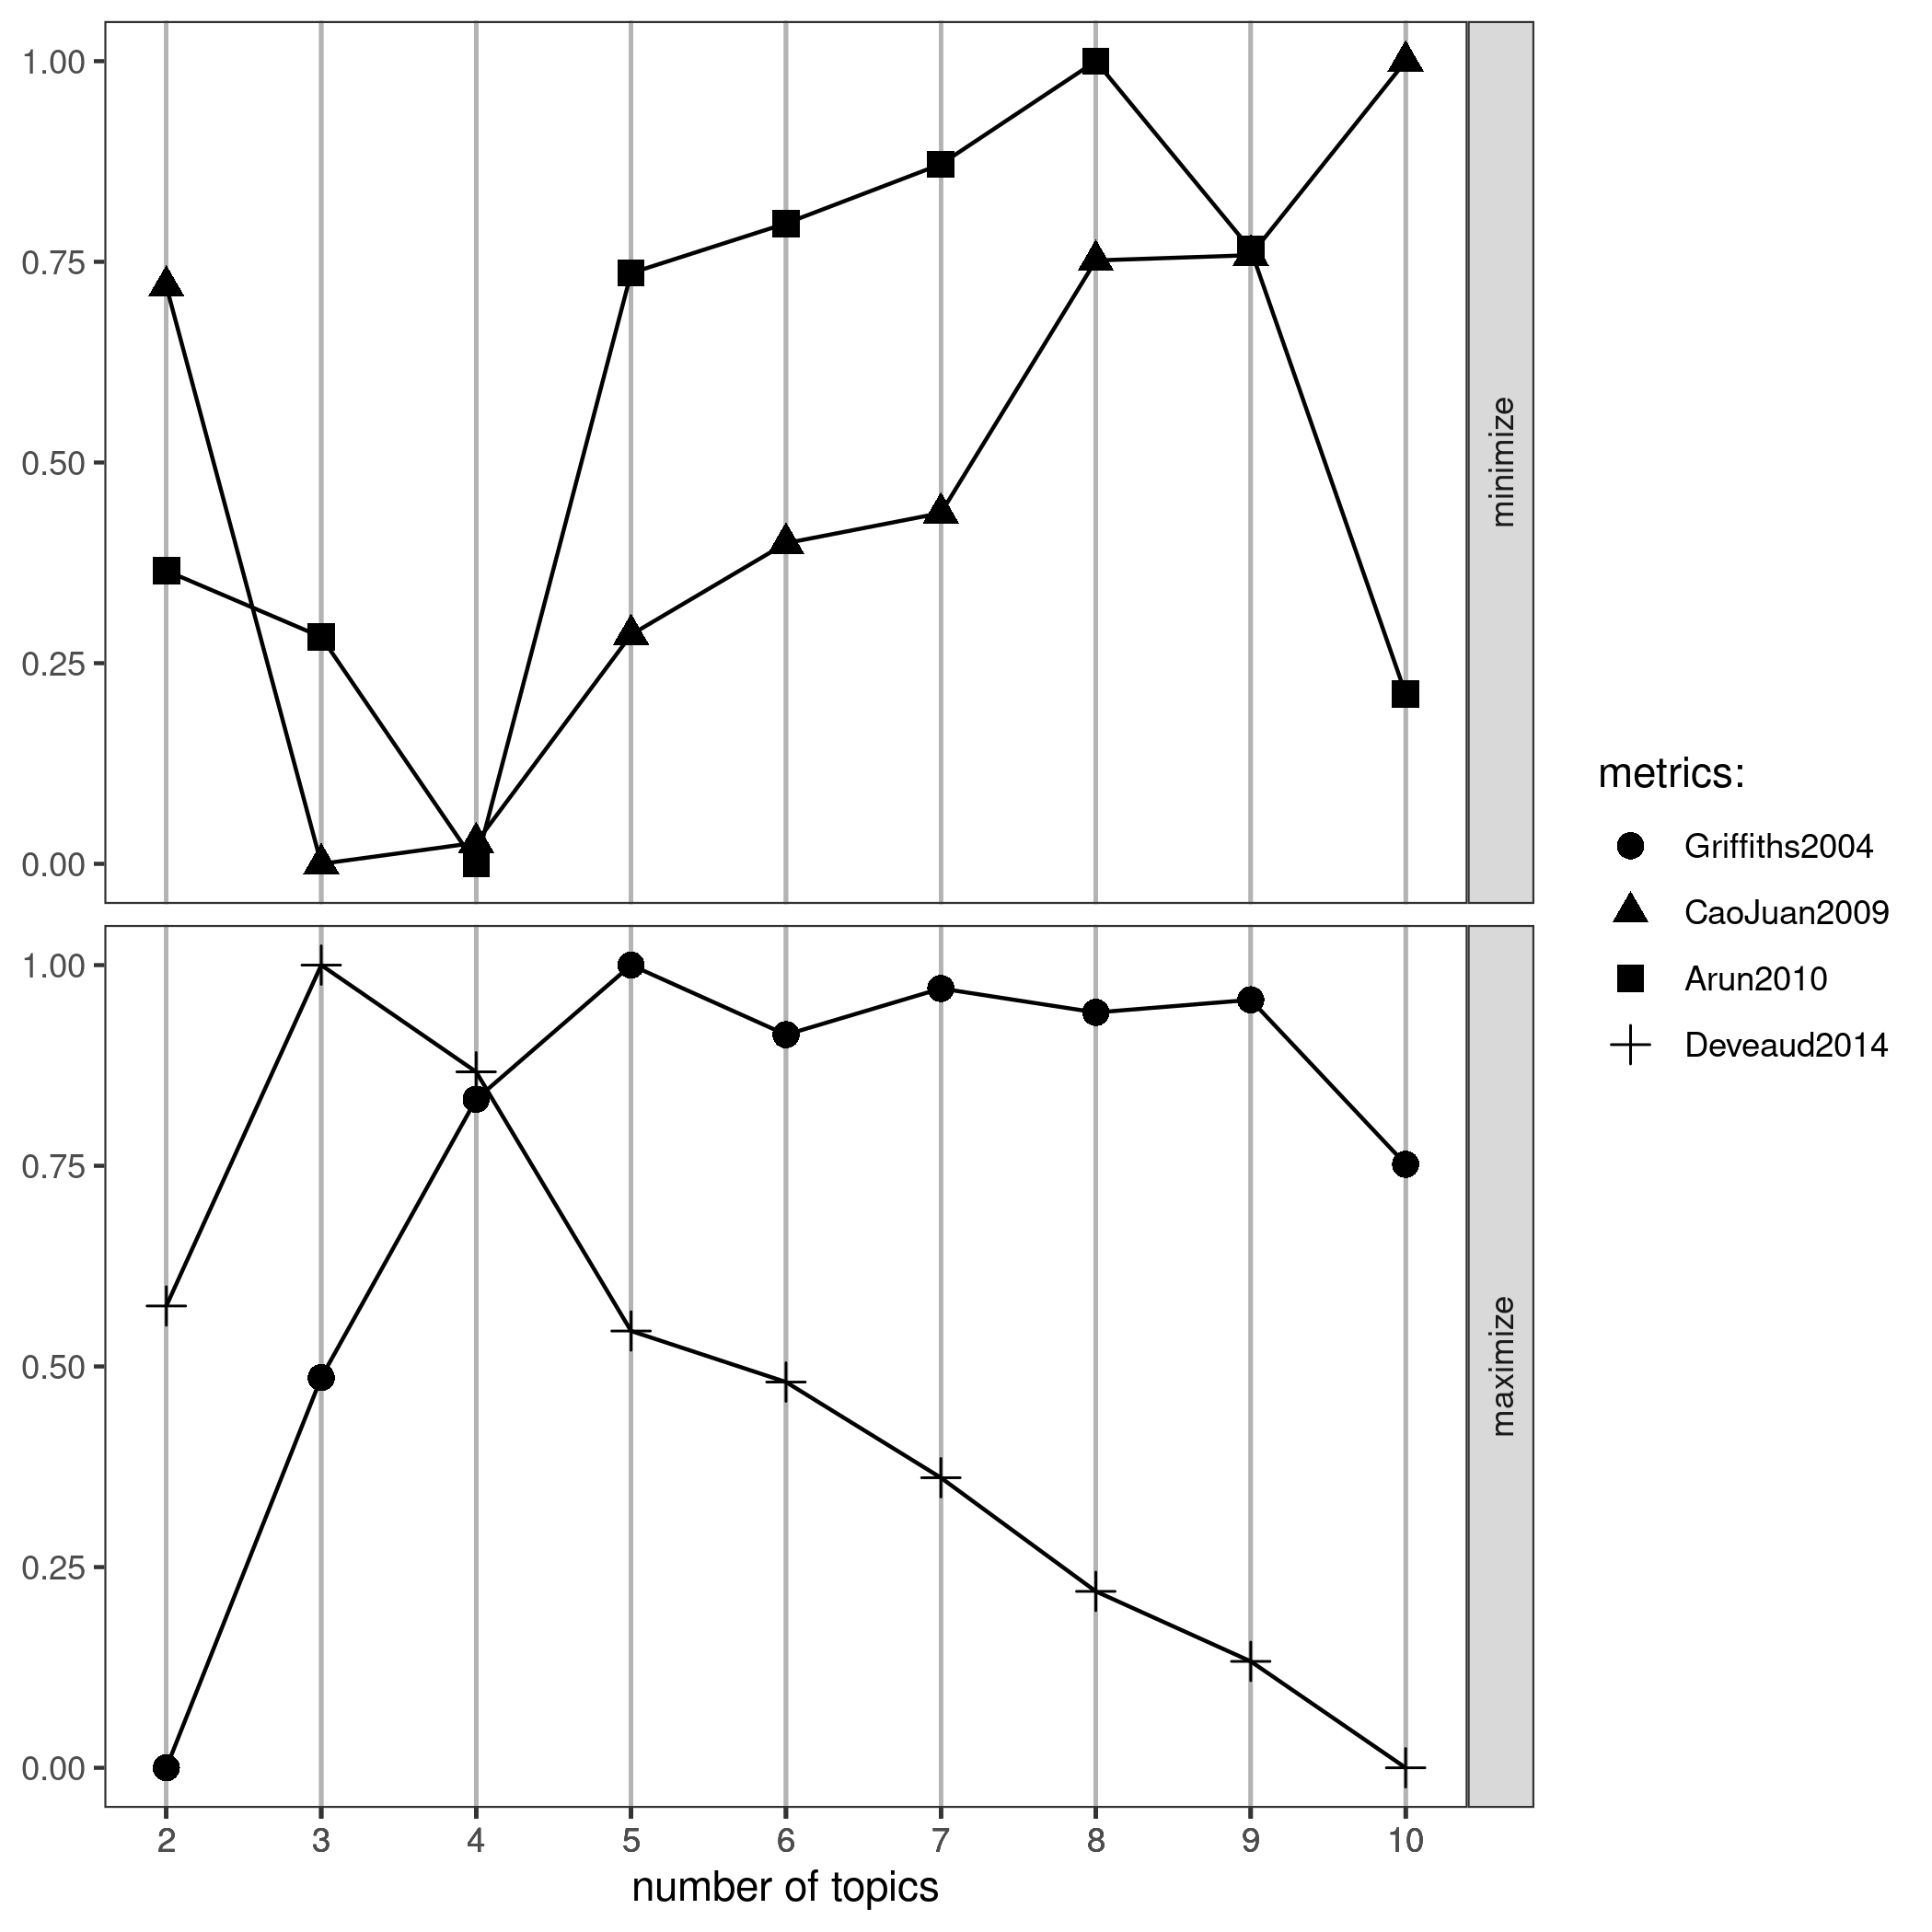 1.00
0.75
0.50
0.25
0.00
minimize
1.00
0.75
0.50
0.25
0.00
maximize
2 3 4 5 6 7 8 9 10
number of topics
metrics:
Griffiths2004
CaoJuan2009
Arun2010
Deveaud2014